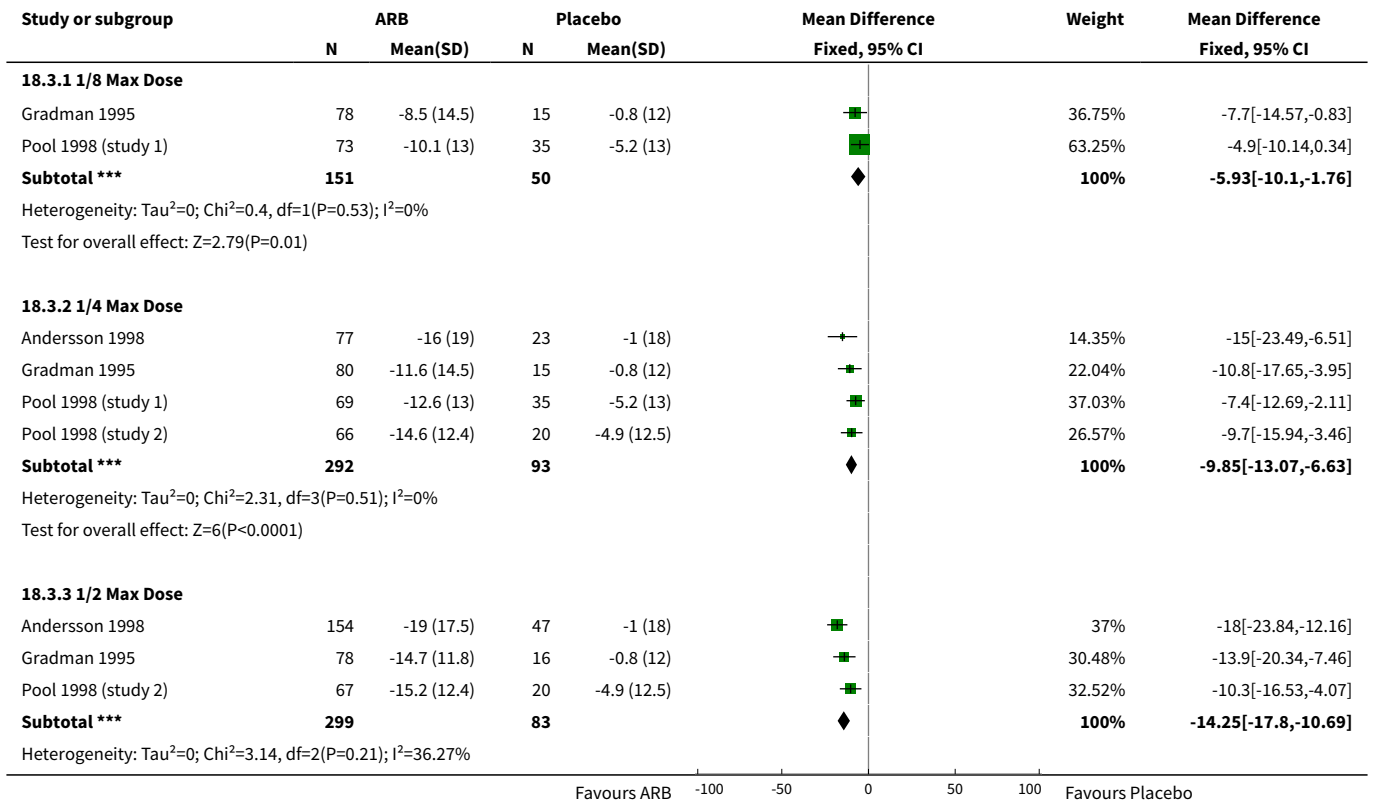 Study or subgroup ARB Placebo Mean Difference Weight Mean Difference
N Mean(SD) N Mean(SD) Fixed, 95% CI Fixed, 95% CI
18.3.1 1/8 Max Dose
Gradman 1995 78 -8.5 (14.5) 15 -0.8 (12) 36.75% -7.7[-14.57,-0.83]
Pool 1998 (study 1) 73 -10.1 (13) 35 -5.2 (13) 63.25% -4.9[-10.14,0.34]
Subtotal *** 151 50 100% -5.93[-10.1,-1.76]
Heterogeneity: Tau²=0; Chi²=0.4, df=1(P=0.53); I²=0%
Test for overall effect: Z=2.79(P=0.01)
18.3.2 1/4 Max Dose
Andersson 1998 77 -16 (19) 23 -1 (18) 14.35% -15[-23.49,-6.51]
Gradman 1995 80 -11.6 (14.5) 15 -0.8 (12) 22.04% -10.8[-17.65,-3.95]
Pool 1998 (study 1) 69 -12.6 (13) 35 -5.2 (13) 37.03% -7.4[-12.69,-2.11]
Pool 1998 (study 2) 66 -14.6 (12.4) 20 -4.9 (12.5) 26.57% -9.7[-15.94,-3.46]
Subtotal *** 292 93 100% -9.85[-13.07,-6.63]
Heterogeneity: Tau²=0; Chi²=2.31, df=3(P=0.51); I²=0%
Test for overall effect: Z=6(P<0.0001)
18.3.3 1/2 Max Dose
Andersson 1998 154 -19 (17.5) 47 -1 (18) 37% -18[-23.84,-12.16]
Gradman 1995 78 -14.7 (11.8) 16 -0.8 (12) 30.48% -13.9[-20.34,-7.46]
Pool 1998 (study 2) 67 -15.2 (12.4) 20 -4.9 (12.5) 32.52% -10.3[-16.53,-4.07]
Subtotal *** 299 83 100% -14.25[-17.8,-10.69]
Heterogeneity: Tau²=0; Chi²=3.14, df=2(P=0.21); I²=36.27%
Favours ARB -100 -50 0 50 100 Favours Placebo